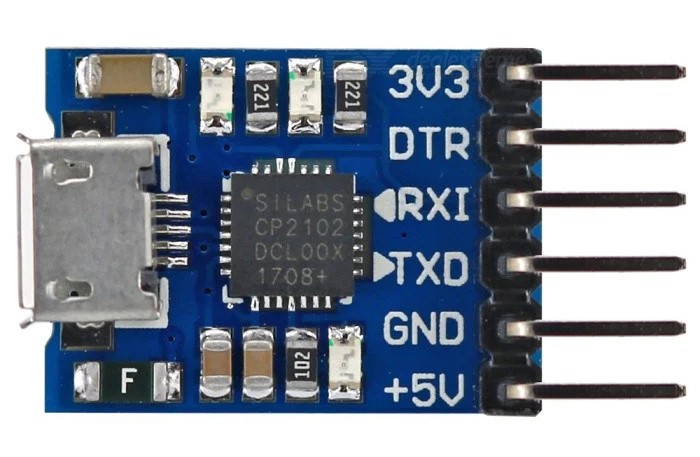 3V3
DTR
RXI
TXD
GND
+5V
221
221
SILABS
CP2102
DCL00X
1708+
102
F